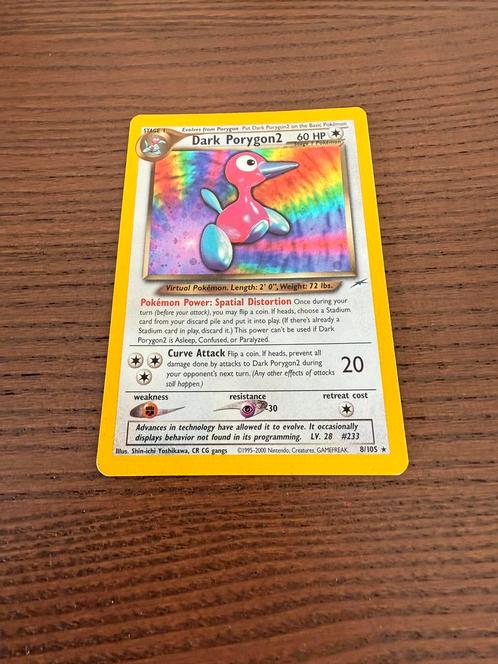 STAGE 1
Evolves from Porygon Put Dark Porygon2 on the Basic Pokémon
Dark Porygon2 60 HP
Stage 1 Pokémon
Virtual Pokémon. Length: 2' 0", Weight: 72 lbs.
Pokémon Power: Spatial Distortion Once during your
turn (before your attack), you may flip a coin. If heads, choose a Stadium
card from your discard pile and put it into play. (If there's already a
Stadium card in play, discard it.) This power can't be used if Dark
Porygon2 is Asleep, Confused, or Paralyzed.
Curve Attack Flip a coin. If heads, prevent all
damage done by attacks to Dark Porygon2 during
your opponent's next turn. (Any other effects of attacks
still happen.)
20
weakness resistance retreat cost
-30
Advances in technology have allowed it to evolve. It occasionally
displays behavior not found in its programming. LV. 28 #233
Illus. Shin-ichi Yoshikawa, CR CG gangs ©1995-2000 Nintendo, Creatures, GAMEFREAK. 8/105 ★